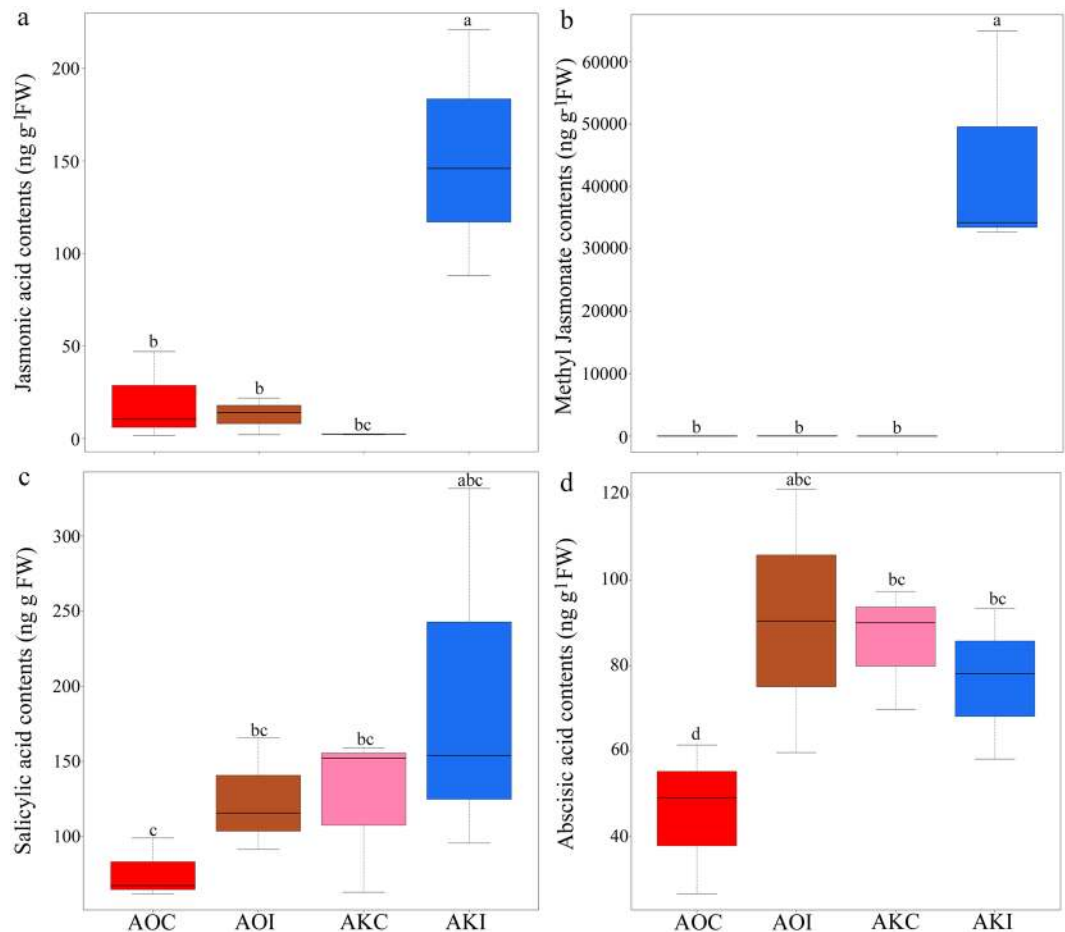 a
Jasmonic acid contents (ng g-1FW)
200
150
100
50
0
b
b
bc
a
b
Methyl Jasmonate contents (ng g-1FW)
60000
50000
40000
30000
20000
10000
0
b
b
b
a
c
Salicylic acid contents (ng g FW)
300
250
200
150
100
c
bc
bc
abc
AOC AOI AKC AKI
d
Abscisic acid contents (ng g1 FW)
120
100
80
60
40
d
abc
bc
bc
AOC AOI AKC AKI